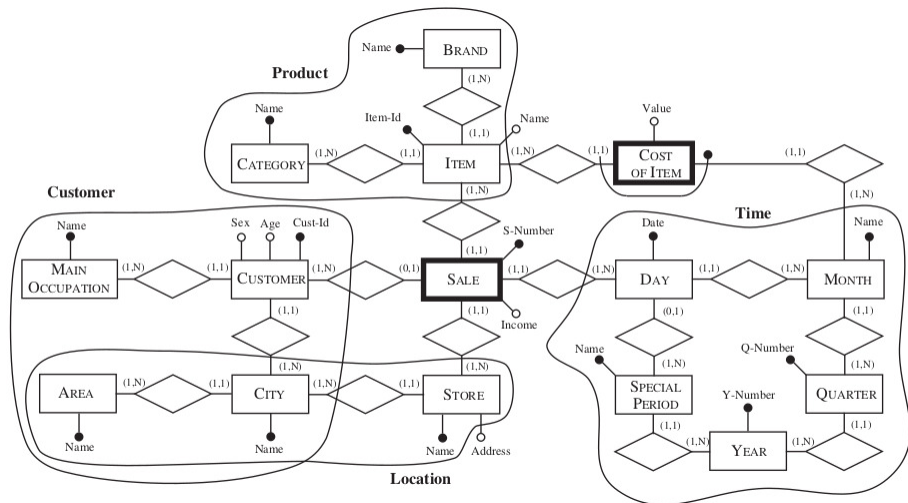 Name
BRAND
(1,N)
Product
Name
Item-Id
(1,1)
Name
Value
CATEGORY
(1,N)
(1,1)
ITEM
(1,N)
(1,1)
COST
OF ITEM
(1,1)
(1,N)
(1,N)
Customer
Time
Name
Sex
Age
Cust-Id
S-Number
Date
Name
(1,1)
MAIN
OCCUPATION
(1,N)
(1,1)
CUSTOMER
(1,N)
(0,1)
SALE
(1,1)
(1,N)
DAY
(1,1)
(1,N)
MONTH
(1,1)
(1,1)
Income
(0,1)
(1,1)
Name
Q-Number
(1,N)
(1,N)
(1,N)
(1,N)
AREA
(1,N)
(1,1)
CITY
(1,N)
(1,1)
STORE
SPECIAL
PERIOD
Y-Number
QUARTER
(1,1)
(1,1)
Name
Name
Name
Address
(1,N)
YEAR
(1,N)
Location